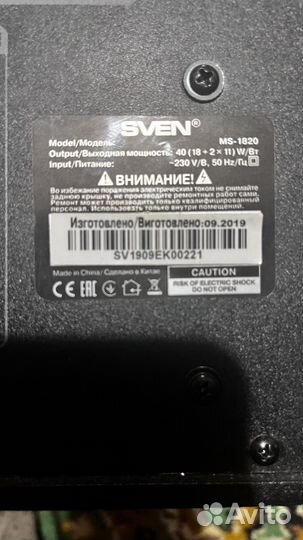 SVEN®
Model/Модель: MS-1820
Output/Выходная мощность: 40 (18 + 2 × 11) W/Вт
Input/Питание: ~230 V/В, 50 Hz/Гц
ВНИМАНИЕ!
Во избежание поражения электрическим током не снимайте
заднюю крышку, не производите ремонтных работ сами.
Ремонт может производить только квалифицированный
персонал. Использовать только внутри помещений.
Изготовлено/Виготовлено:09.2019
SV1909EK00221
Made in China/Сделано в Китае
CAUTION
RISK OF ELECTRIC SHOCK
DO NOT OPEN
CE EAC
Avito